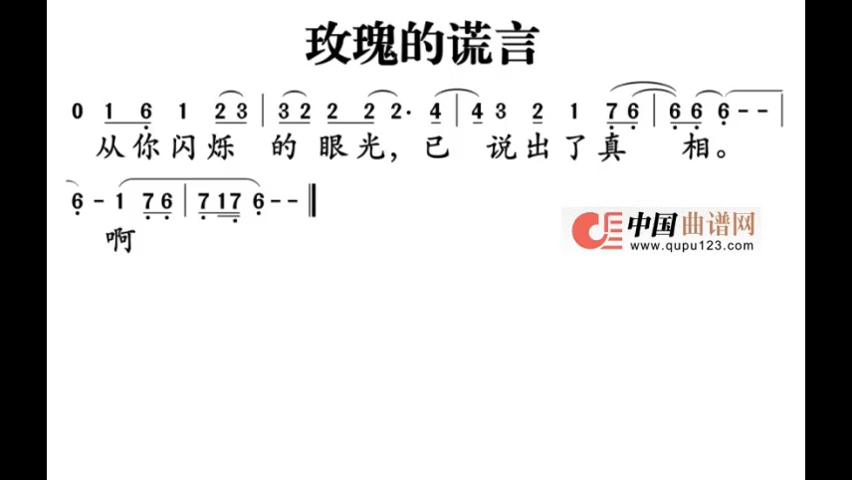 玫瑰的谎言
0 1 6 1 2 3 | 3 2 2 2 2· 4 | 4 3 2 1 7 6 | 6 6 6 - - |
从你闪烁 的 眼光，已 说出了真 相。
6 - 1 7 6 | 7 1 7 6 - - ‖
啊
中国曲谱网
www.qupu123.com